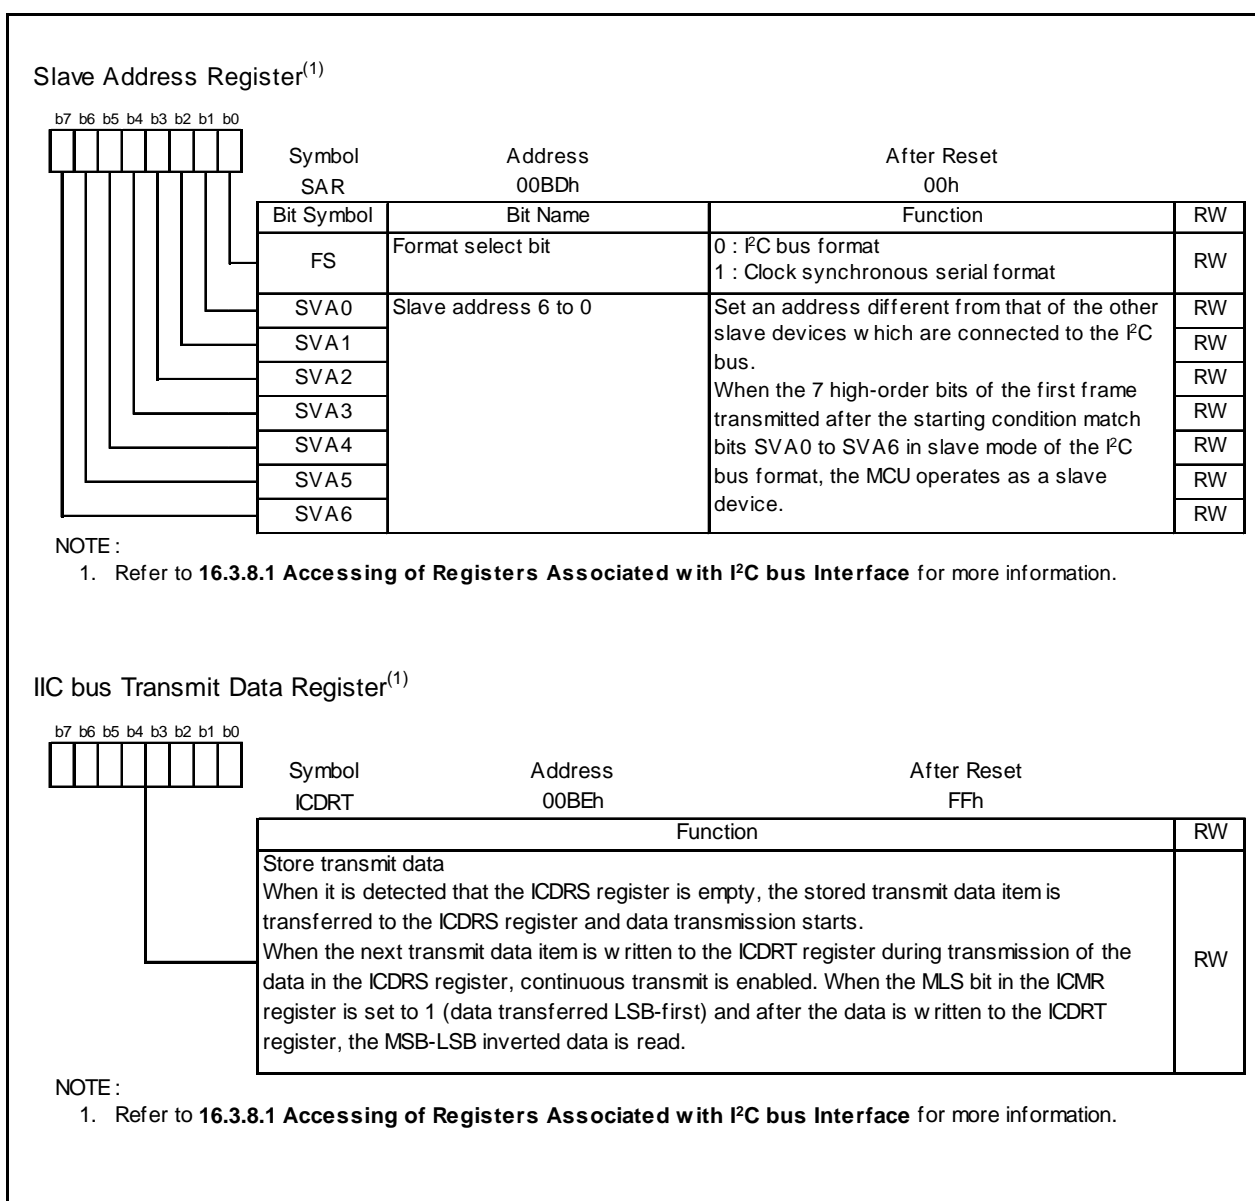 Slave Address Register(1)
b7 b6 b5 b4 b3 b2 b1 b0
Symbol Address After Reset
SAR 00BDh 00h
Bit Symbol Bit Name Function RW
FS Format select bit 0 : I²C bus format RW
1 : Clock synchronous serial format
SVA0 Slave address 6 to 0 Set an address different from that of the other RW
SVA1 slave devices which are connected to the I²C RW
bus.
SVA2 When the 7 high-order bits of the first frame RW
SVA3 transmitted after the starting condition match RW
SVA4 bits SVA0 to SVA6 in slave mode of the I²C RW
SVA5 bus format, the MCU operates as a slave RW
SVA6 device. RW
NOTE :
1. Refer to 16.3.8.1 Accessing of Registers Associated with I²C bus Interface for more information.
IIC bus Transmit Data Register(1)
b7 b6 b5 b4 b3 b2 b1 b0
Symbol Address After Reset
ICDRT 00BEh FFh
Function RW
Store transmit data
When it is detected that the ICDRS register is empty, the stored transmit data item is
transferred to the ICDRS register and data transmission starts.
When the next transmit data item is written to the ICDRT register during transmission of the RW
data in the ICDRS register, continuous transmit is enabled. When the MLS bit in the ICMR
register is set to 1 (data transferred LSB-first) and after the data is written to the ICDRT
register, the MSB-LSB inverted data is read.
NOTE :
1. Refer to 16.3.8.1 Accessing of Registers Associated with I²C bus Interface for more information.